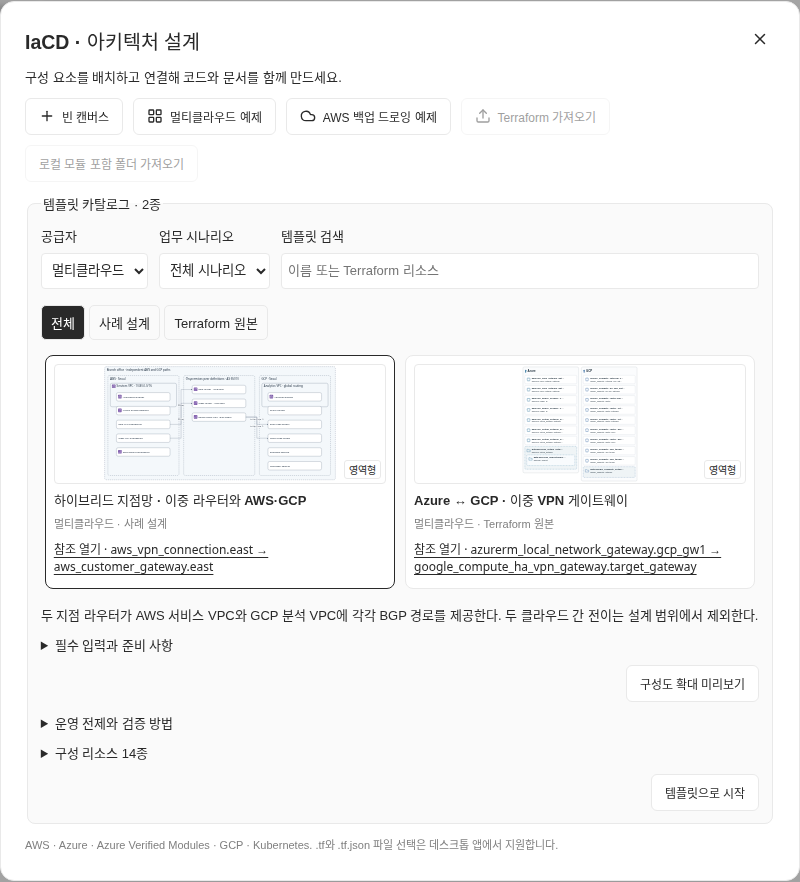 IaCD · 아키텍처 설계
구성 요소를 배치하고 연결해 코드와 문서를 함께 만드세요.
빈 캔버스
멀티클라우드 예제
AWS 백업 드로잉 예제
Terraform 가져오기
로컬 모듈 포함 폴더 가져오기
템플릿 카탈로그 · 2종
공급자
업무 시나리오
템플릿 검색
멀티클라우드
전체 시나리오
이름 또는 Terraform 리소스
전체
사례 설계
Terraform 원본
영역형
영역형
하이브리드 지점망 · 이중 라우터와 AWS·GCP
멀티클라우드 · 사례 설계
참조 열기 · aws_vpn_connection.east →
aws_customer_gateway.east
Azure ↔ GCP · 이중 VPN 게이트웨이
멀티클라우드 · Terraform 원본
참조 열기 · azurerm_local_network_gateway.gcp_gw1 →
google_compute_ha_vpn_gateway.target_gateway
두 지점 라우터가 AWS 서비스 VPC와 GCP 분석 VPC에 각각 BGP 경로를 제공한다. 두 클라우드 간 전이는 설계 범위에서 제외한다.
필수 입력과 준비 사항
구성도 확대 미리보기
운영 전제와 검증 방법
구성 리소스 14종
템플릿으로 시작
AWS · Azure · Azure Verified Modules · GCP · Kubernetes. .tf와 .tf.json 파일 선택은 데스크톱 앱에서 지원합니다.